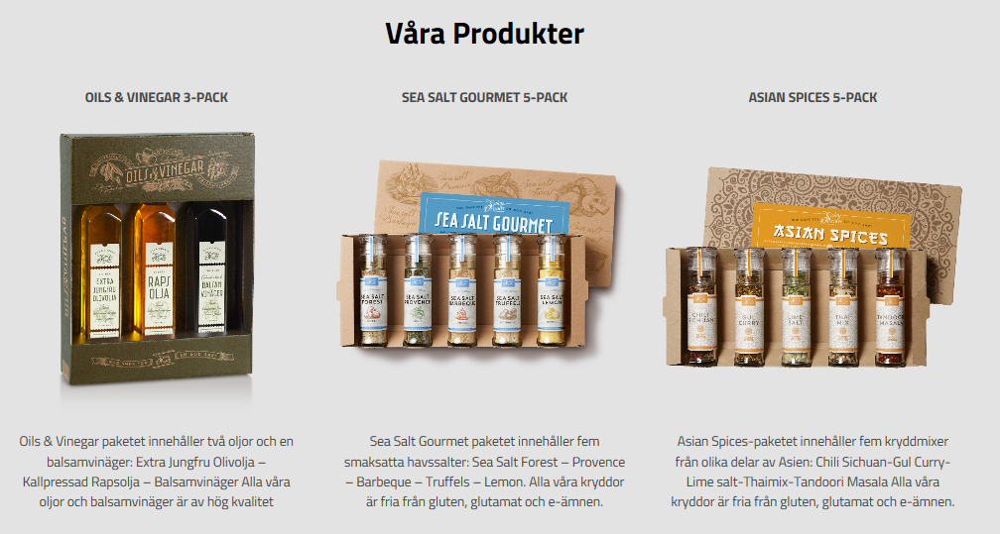 Våra Produkter
OILS & VINEGAR 3-PACK
SEA SALT GOURMET 5-PACK
ASIAN SPICES 5-PACK
OILS & VINEGAR
OILS & VINEGAR
EXTRA
JUNGFRU
OLIVOLJA
RAPS
OLJA
BALSAM
VINÄGER
SEA SALT GOURMET
SEA SALT
FOREST
SEA SALT
PROVENCE
SEA SALT
BARBEQUE
SEA SALT
TRUFFELS
SEA SALT
LEMON
ASIAN SPICES
CHILI
SICHUAN
GUL
CURRY
LIME
SALT
THAI
MIX
TANDOORI
MASALA
Oils & Vinegar paketet innehåller två oljor och en
balsamvinäger: Extra Jungfru Olivolja –
Kallpressad Rapsolja – Balsamvinäger Alla våra
oljor och balsamvinäger är av hög kvalitet
Sea Salt Gourmet paketet innehåller fem
smaksatta havssalter: Sea Salt Forest – Provence
– Barbeque – Truffels – Lemon. Alla våra kryddor
är fria från gluten, glutamat och e-ämnen.
Asian Spices-paketet innehåller fem kryddmixer
från olika delar av Asien: Chili Sichuan-Gul Curry-
Lime salt-Thaimix-Tandoori Masala Alla våra
kryddor är fria från gluten, glutamat och e-ämnen.